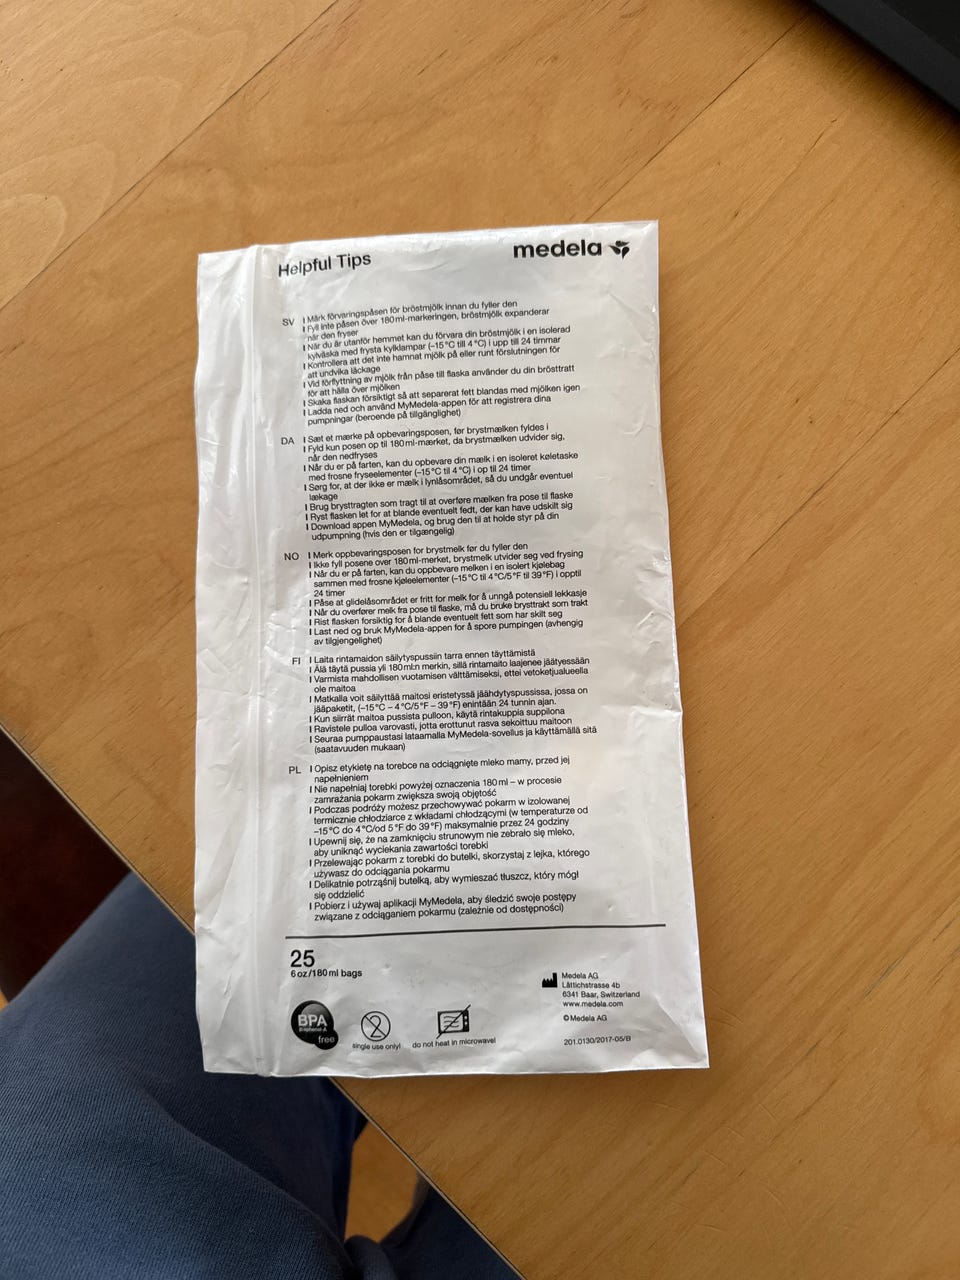 Helpful Tips
medela
SV I Märk förvaringspåsen för bröstmjölk innan du fyller den
I Fyll inte påsen över 180 ml-markeringen, bröstmjölk expanderar
när den fryser
I När du är utanför hemmet kan du förvara din bröstmjölk i en isolerad
kylväska med frysta kylklampar (–15 °C till 4 °C) i upp till 24 timmar
I Kontrollera att det inte hamnat mjölk på eller runt förslutningen för
att undvika läckage
I Vid förflyttning av mjölk från påse till flaska använder du din brösttratt
för att hälla över mjölken
I Skaka flaskan försiktigt så att separerat fett blandas med mjölken igen
I Ladda ned och använd MyMedela-appen för att registrera dina
pumpningar (beroende på tillgänglighet)
DA I Sæt et mærke på opbevaringsposen, før brystmælken fyldes i
I Fyld kun posen op til 180 ml-mærket, da brystmælken udvider sig,
når den nedfryses
I Når du er på farten, kan du opbevare din mælk i en isoleret køletaske
med frosne fryseelementer (–15 °C til 4 °C) i op til 24 timer
I Sørg for, at der ikke er mælk i lynlåsområdet, så du undgår eventuel
lækage
I Brug brysttragten som tragt til at overføre mælken fra pose til flaske
I Ryst flasken let for at blande eventuelt fedt, der kan have udskilt sig
I Download appen MyMedela, og brug den til at holde styr på din
udpumpning (hvis den er tilgængelig)
NO I Merk oppbevaringsposen for brystmelk før du fyller den
I Ikke fyll posene over 180 ml-merket, brystmelk utvider seg ved frysing
I Når du er på farten, kan du oppbevare melken i en isolert kjølebag
sammen med frosne kjøleelementer (–15 °C til 4 °C/5 °F til 39 °F) i opptil
24 timer
I Påse at glidelåsområdet er fritt for melk for å unngå potensiell lekkasje
I Når du overfører melk fra pose til flaske, må du bruke brysttrakt som trakt
I Rist flasken forsiktig for å blande eventuelt fett som har skilt seg
I Last ned og bruk MyMedela-appen for å spore pumpingen (avhengig
av tilgjengelighet)
FI I Laita rintamaidon säilytyspussiin tarra ennen täyttämistä
I Älä täytä pussia yli 180 ml:n merkin, sillä rintamaito laajenee jäätyessään
I Varmista mahdollisen vuotamisen välttämiseksi, ettei vetoketjualueella
ole maitoa
I Matkalla voit säilyttää maitosi eristetyssä jäähdytyspussissa, jossa on
jääpaketit, (–15 °C – 4 °C/5 °F – 39 °F) enintään 24 tunnin ajan.
I Kun siirrät maitoa pussista pulloon, käytä rintakuppia suppilona
I Ravistele pulloa varovasti, jotta erottunut rasva sekoittuu maitoon
I Seuraa pumppaustasi lataamalla MyMedela-sovellus ja käyttämällä sitä
(saatavuuden mukaan)
PL I Opisz etykietę na torebce na odciągnięte mleko mamy, przed jej
napełnieniem
I Nie napełniaj torebki powyżej oznaczenia 180 ml – w procesie
zamrażania pokarm zwiększa swoją objętość
I Podczas podróży możesz przechowywać pokarm w izolowanej
termicznie chłodziarce z wkładami chłodzącymi (w temperaturze od
–15 °C do 4 °C/od 5 °F do 39 °F) maksymalnie przez 24 godziny
I Upewnij się, że na zamknięciu strunowym nie zebrało się mleko,
aby uniknąć wyciekania zawartości torebki
I Przelewając pokarm z torebki do butelki, skorzystaj z lejka, którego
używasz do odciągania pokarmu
I Delikatnie potrząśnij butelką, aby wymieszać tłuszcz, który mógł
się oddzielić
I Pobierz i używaj aplikacji MyMedela, aby śledzić swoje postępy
związane z odciąganiem pokarmu (zależnie od dostępności)
25
6 oz/180 ml bags
BPA
Bisphenol-A
free
2
single use only!
do not heat in microwave!
Medela AG
Lättichstrasse 4b
6341 Baar, Switzerland
www.medela.com
© Medela AG
201.0130/2017-05/B